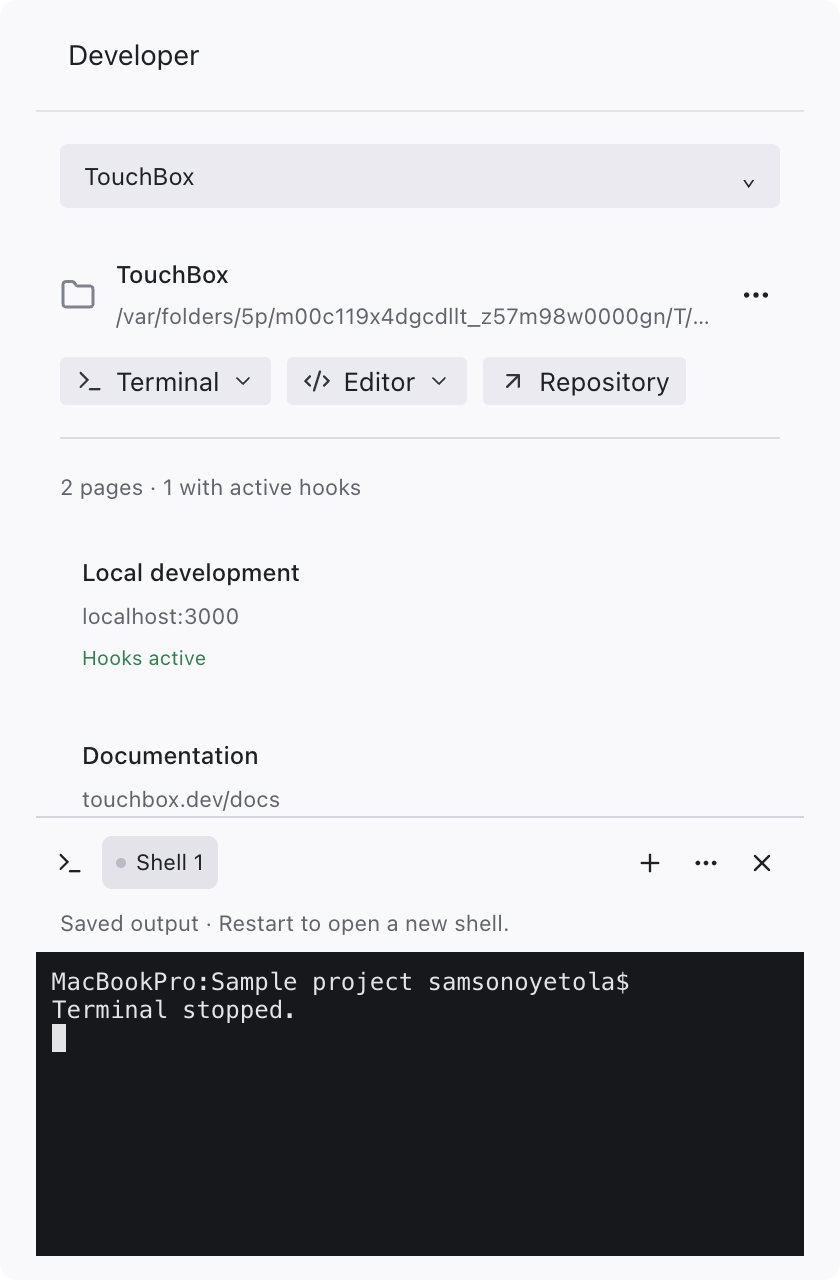 Developer
TouchBox
TouchBox
/var/folders/5p/m00c119x4dgcdllt_z57m98w0000gn/T/...
Terminal
Editor
Repository
2 pages · 1 with active hooks
Local development
localhost:3000
Hooks active
Documentation
touchbox.dev/docs
Shell 1
Saved output · Restart to open a new shell.
MacBookPro:Sample project samsonoyetola$
Terminal stopped.